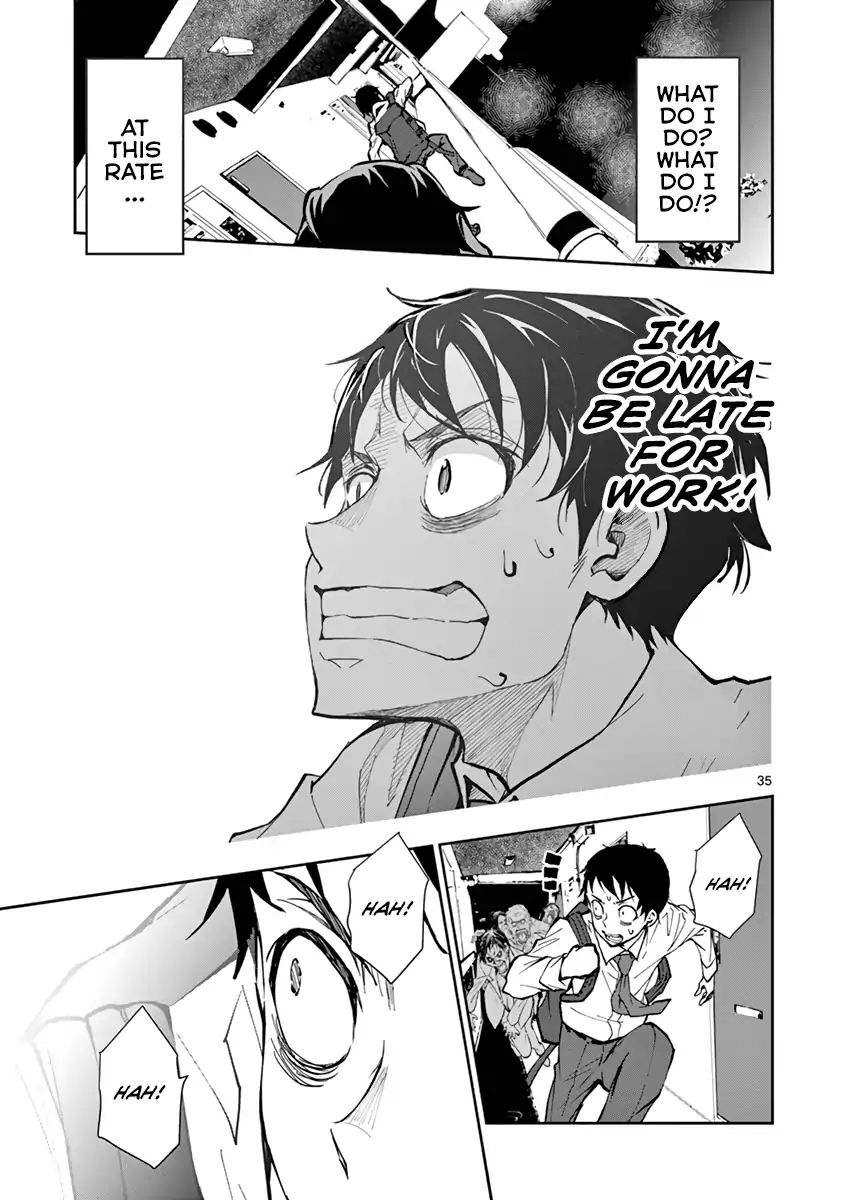 WHAT
DO I
DO?
WHAT
DO I
DO!?
AT
THIS
RATE
...
I'M
GONNA
BE LATE
FOR
WORK!
35
HAH!
HAH!
HAH!